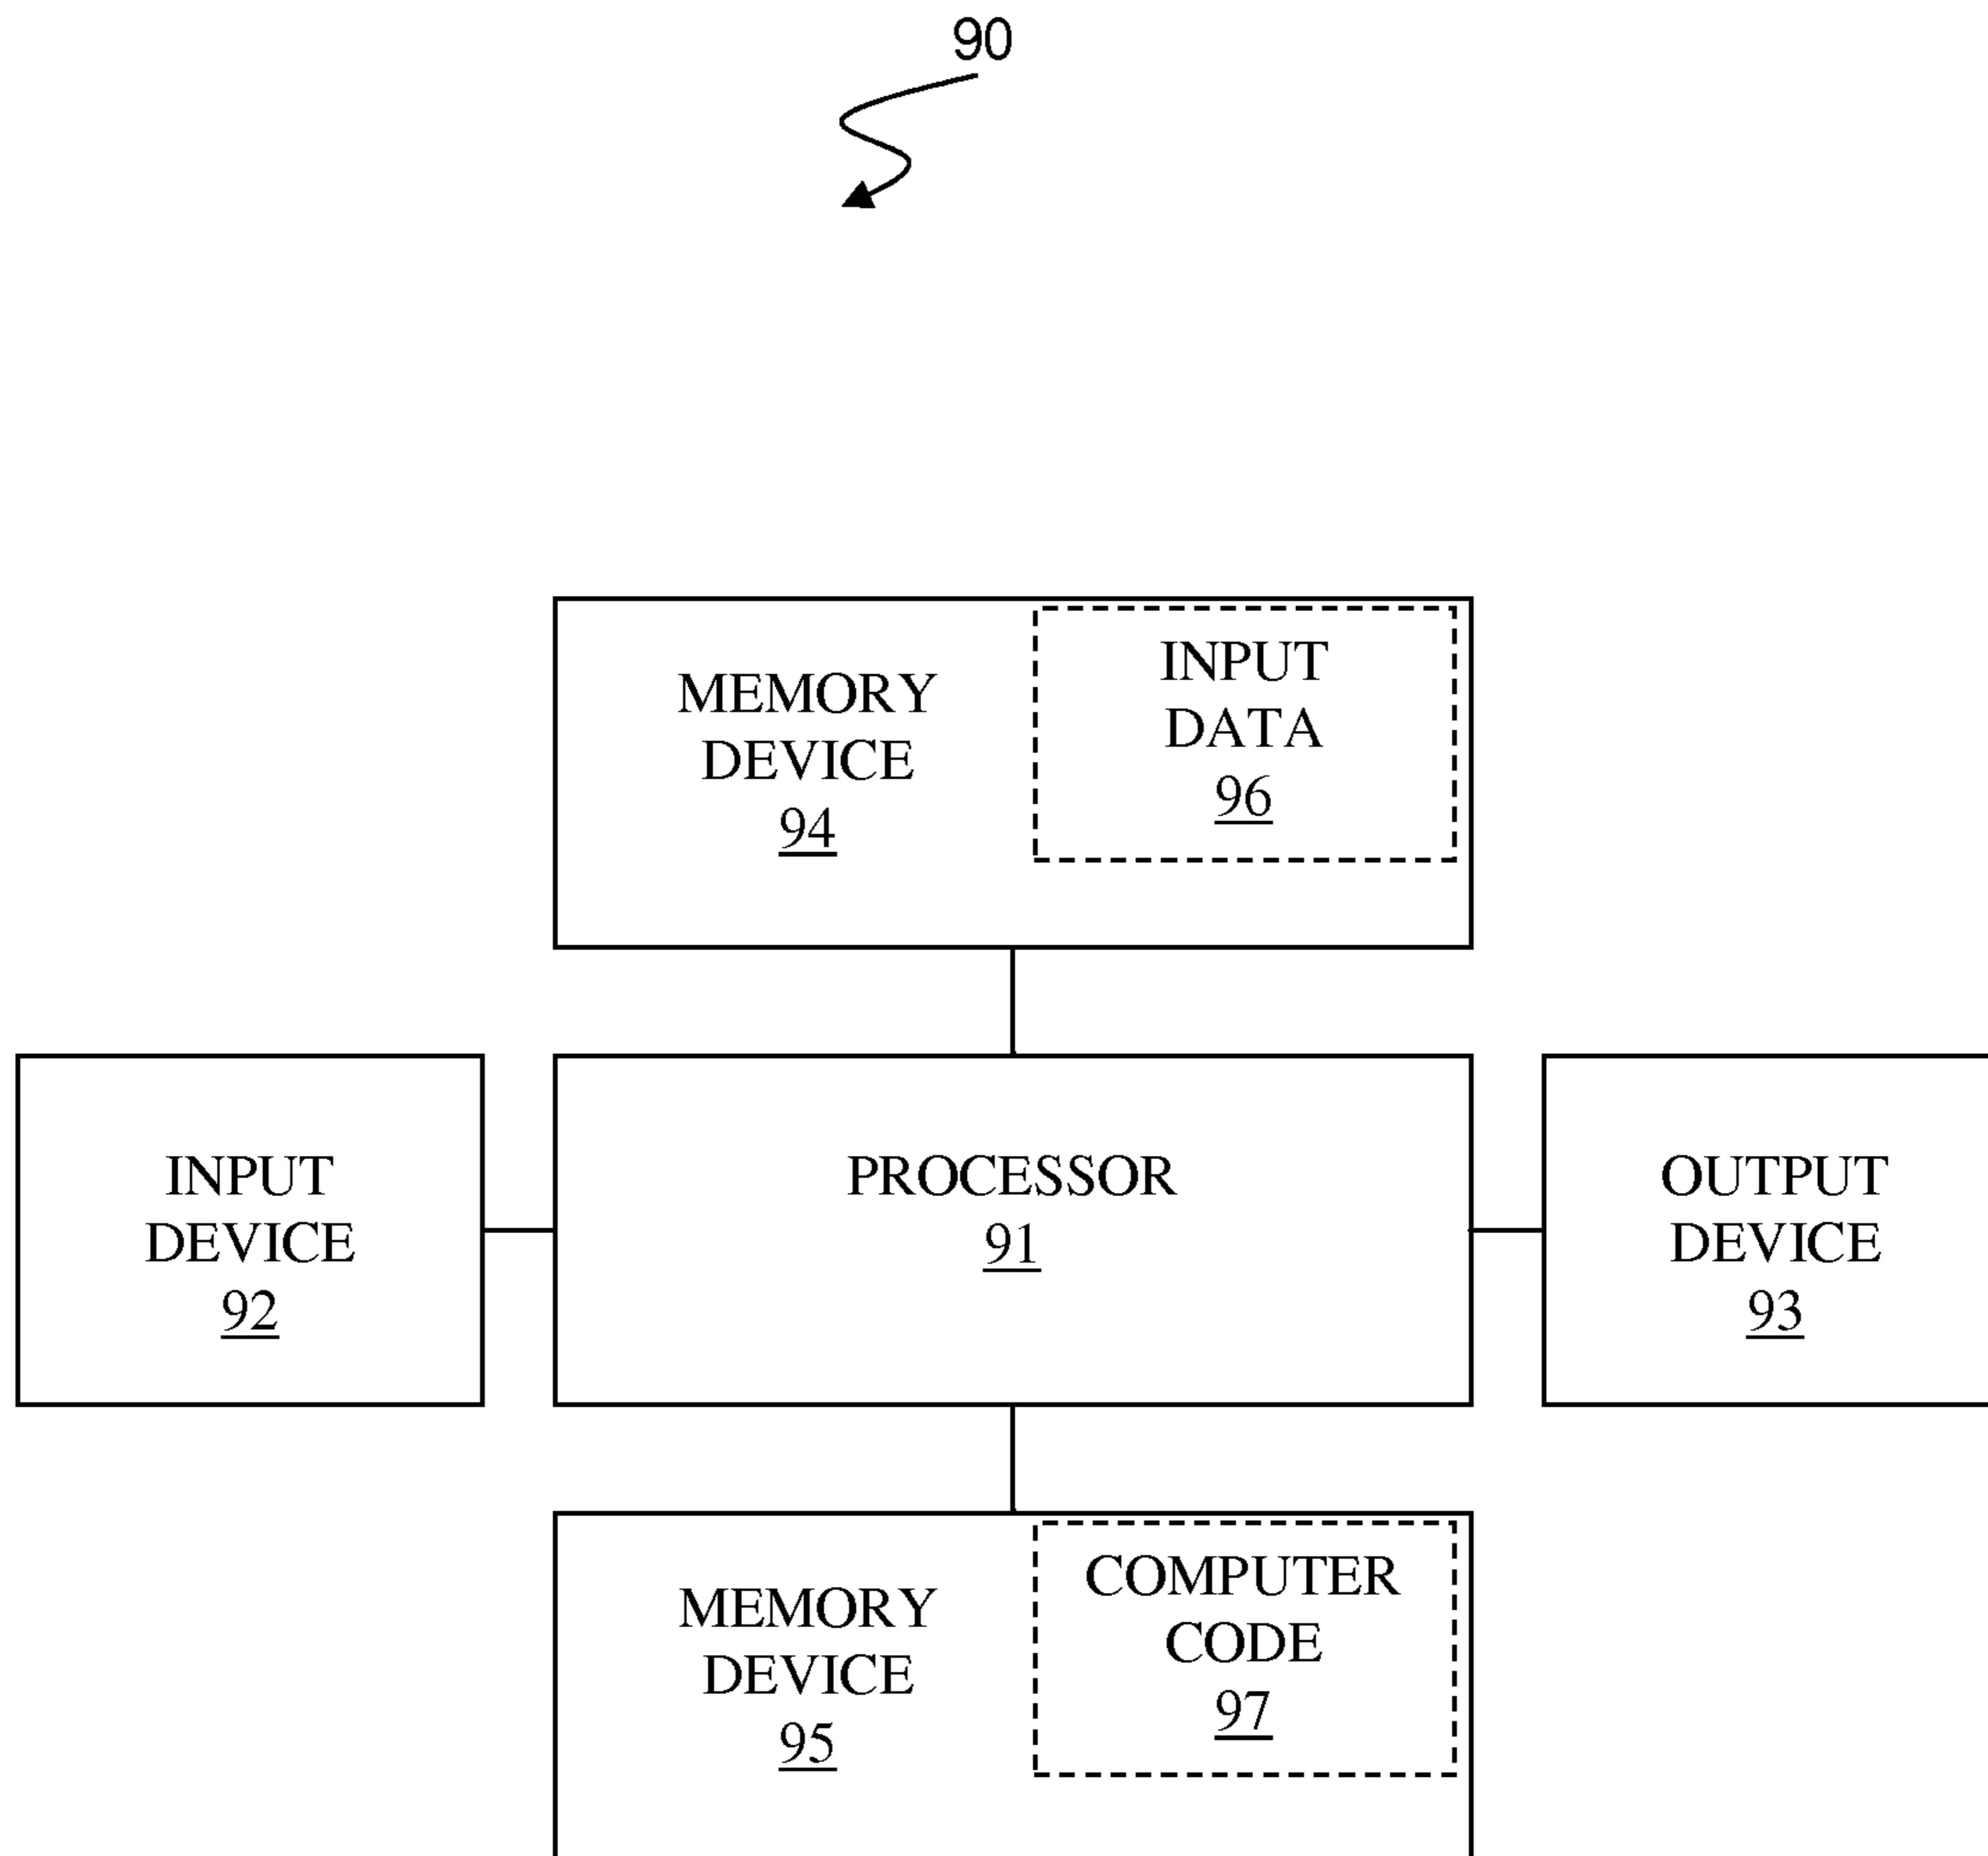 90
MEMORY
DEVICE
94
INPUT
DATA
96
INPUT
DEVICE
92
PROCESSOR
91
OUTPUT
DEVICE
93
MEMORY
DEVICE
95
COMPUTER
CODE
97